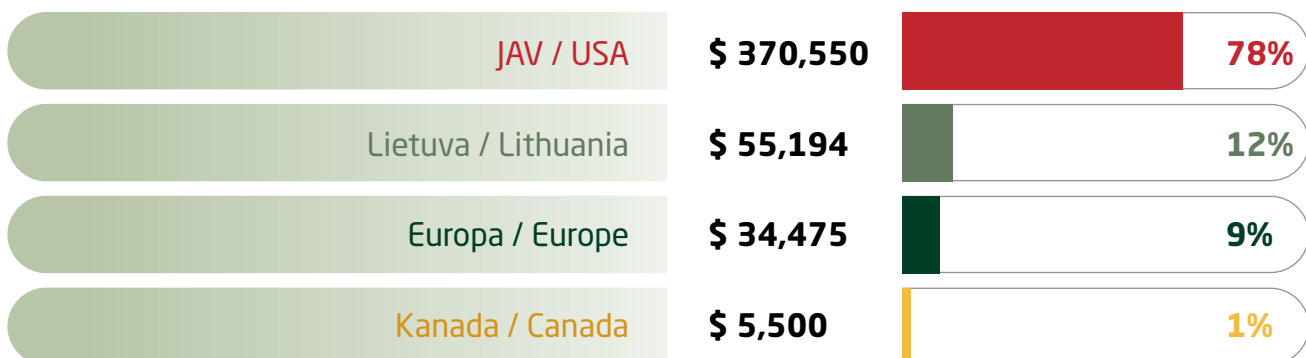 JAV / USA $ 370,550 78%
Lietuva / Lithuania $ 55,194 12%
Europa / Europe $ 34,475 9%
Kanada / Canada $ 5,500 1%